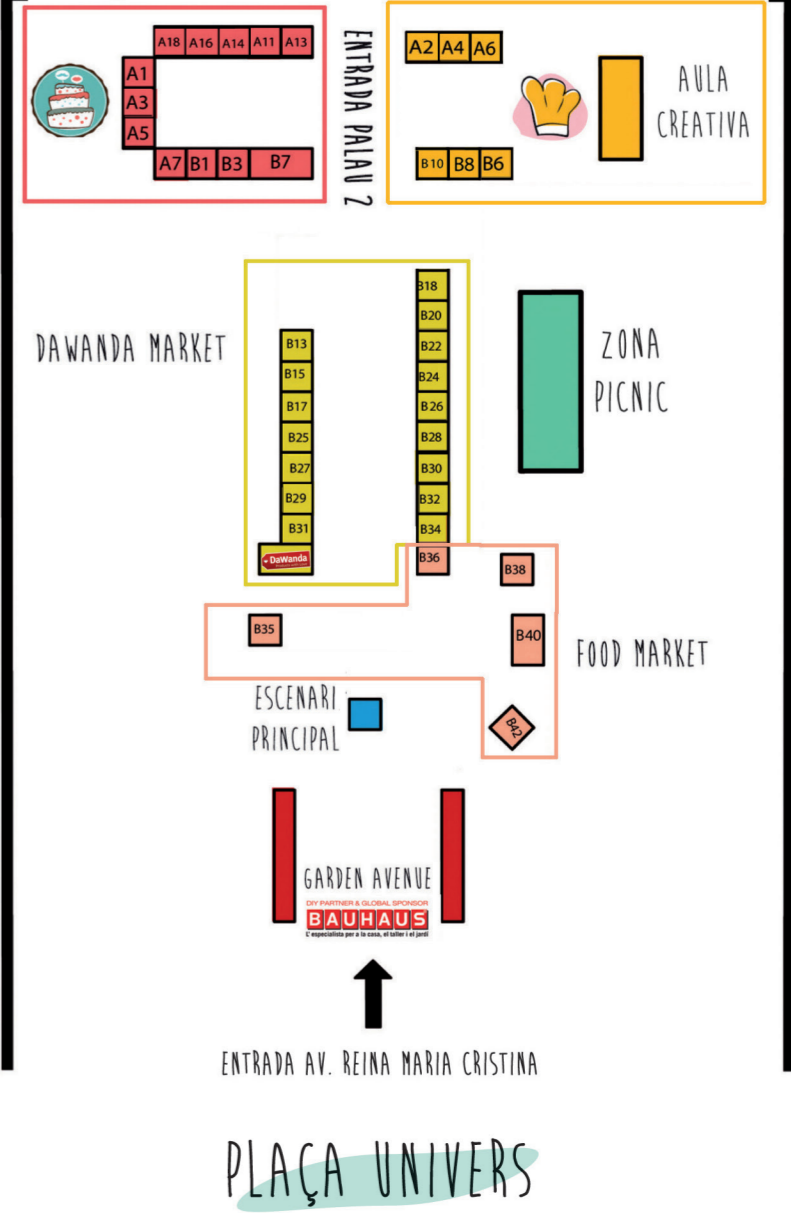 A18 A16 A14 A11 A13
A1
A3
A5
A7 B1 B3 B7
ENTRADA PALAU 2
A2 A4 A6
B10 B8 B6
AULA
CREATIVA
DAWANDA MARKET
B13
B15
B17
B25
B27
B29
B31
DaWanda
B18
B20
B22
B24
B26
B28
B30
B32
B34
B36
ZONA
PICNIC
B38
B35
B40
B42
FOOD MARKET
ESCENARI
PRINCIPAL
GARDEN AVENUE
DIY PARTNER & GLOBAL SPONSOR
BAUHAUS
L'especialista per a la casa, el taller i el jardí
ENTRADA AV. REINA MARIA CRISTINA
PLAÇA UNIVERS